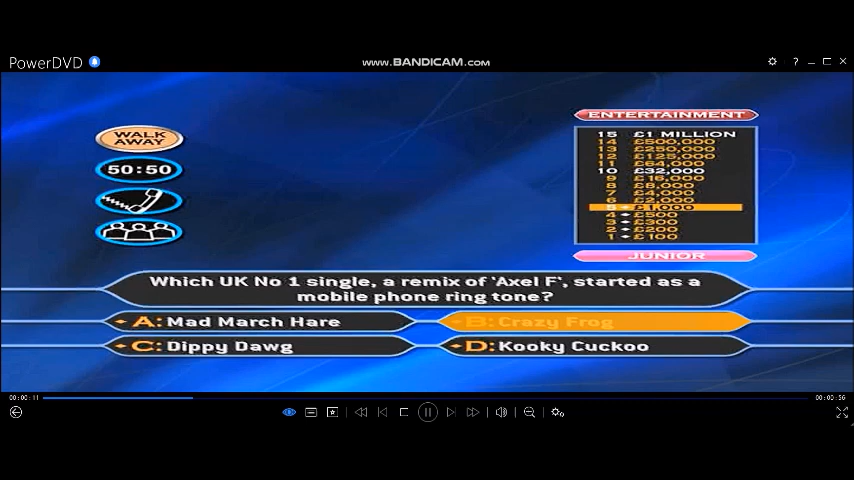 PowerDVD
www.BANDICAM.com
?
WALK
AWAY
50:50
ENTERTAINMENT
15 £1 MILLION
14 £500,000
13 £250,000
12 £125,000
11 £64,000
10 £32,000
9 £16,000
8 £8,000
7 £4,000
6 £2,000
5 £1,000
4 £500
3 £300
2 £200
1 £100
JUNIOR
Which UK No 1 single, a remix of 'Axel F', started as a
mobile phone ring tone?
A: Mad March Hare
B: Crazy Frog
C: Dippy Dawg
D: Kooky Cuckoo
00:00:11
00:00:56